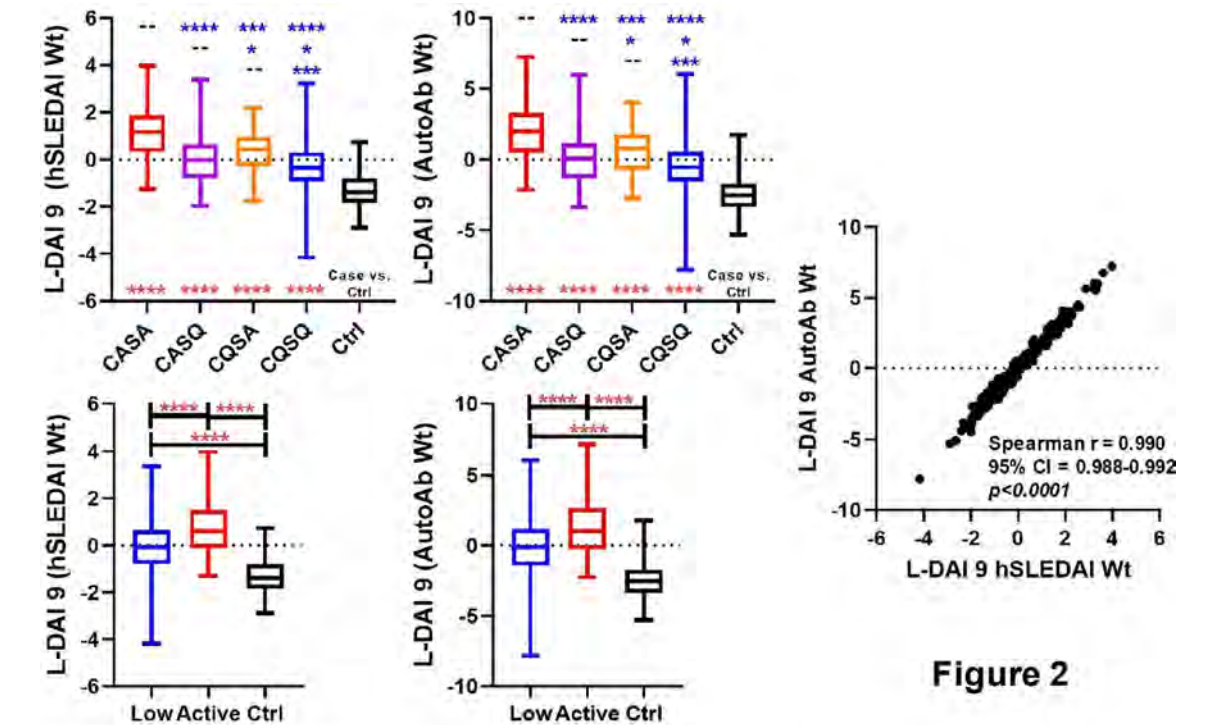 L-DAI 9 (hSLEDAI Wt)
6
4
2
0
-2
-4
-6
-- **** *** ****
-- * *
-- ***
**** **** **** ****
Case vs.
Ctrl
CASA CASQ CQSA CQSQ Ctrl
L-DAI 9 (AutoAb Wt)
10
5
0
-5
-10
-- **** *** ****
-- * *
-- ***
**** **** **** ****
Case vs.
Ctrl
CASA CASQ CQSA CQSQ Ctrl
L-DAI 9 (hSLEDAI Wt)
6
4
2
0
-2
-4
-6
**** ****
****
Low Active Ctrl
L-DAI 9 (AutoAb Wt)
10
5
0
-5
-10
**** ****
****
Low Active Ctrl
L-DAI 9 AutoAb Wt
10
5
0
-5
-10
Spearman r = 0.990
95% CI = 0.988-0.992
p<0.0001
-6 -4 -2 0 2 4 6
L-DAI 9 hSLEDAI Wt
Figure 2